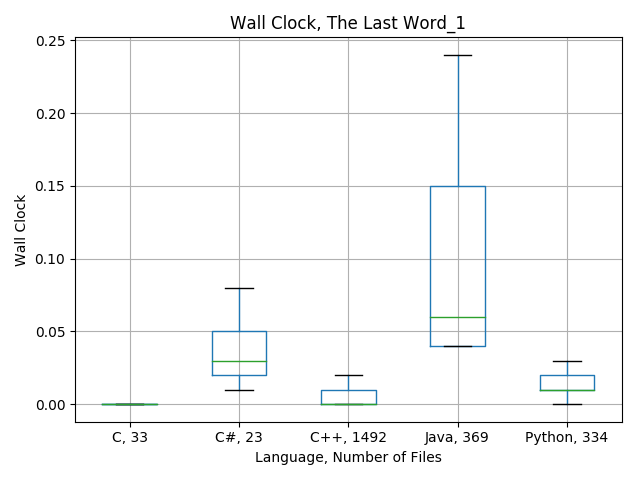 Wall Clock, The Last Word_1
0.25
0.20
0.15
0.10
0.05
0.00
Wall Clock
C, 33
C#, 23
C++, 1492
Java, 369
Python, 334
Language, Number of Files